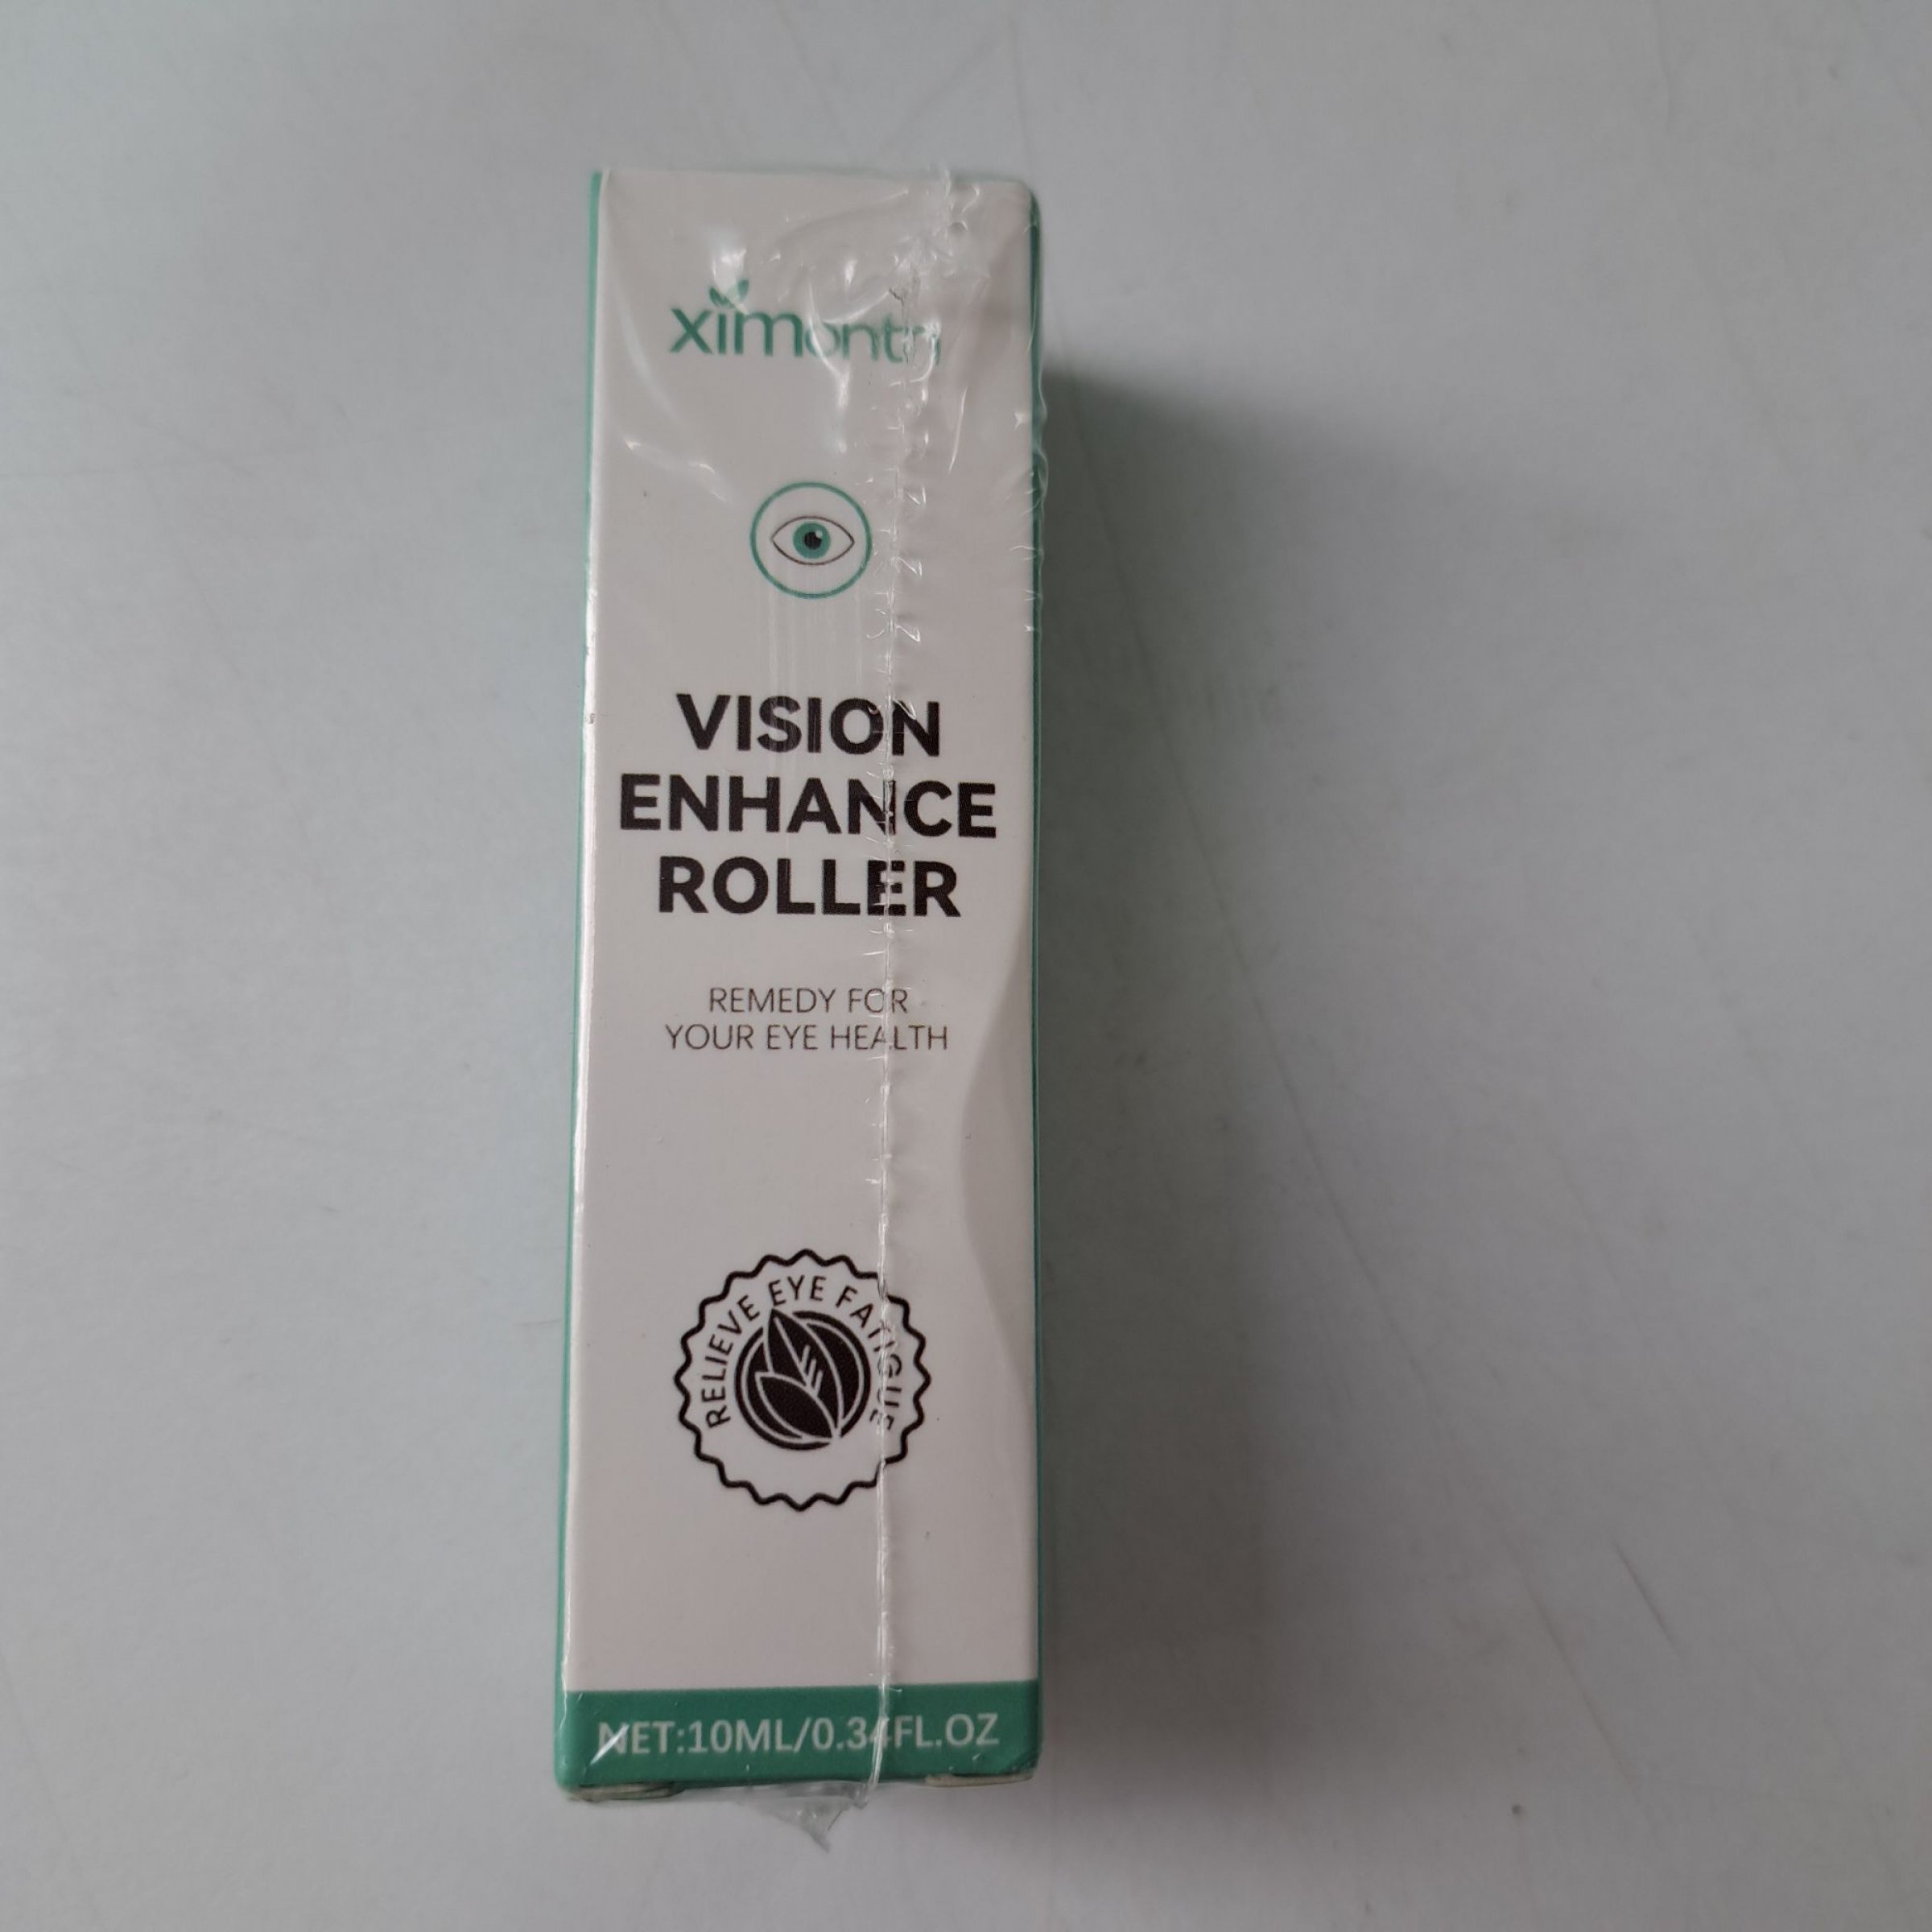 ximonth
VISION
ENHANCE
ROLLER
REMEDY FOR
YOUR EYE HEALTH
RELIEVE EYE FATIGUE
NET:10ML/0.34FL.OZ